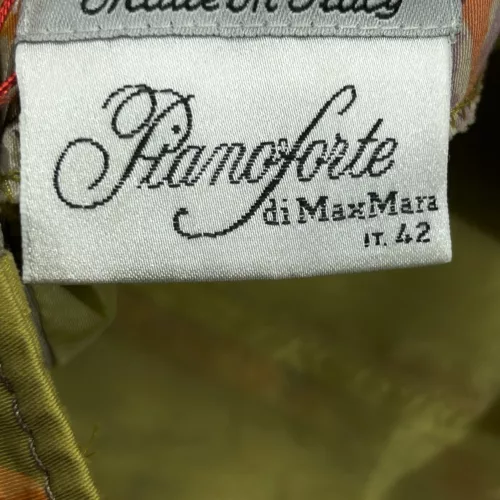 Made in Italy
Pianoforte
di MaxMara
IT. 42